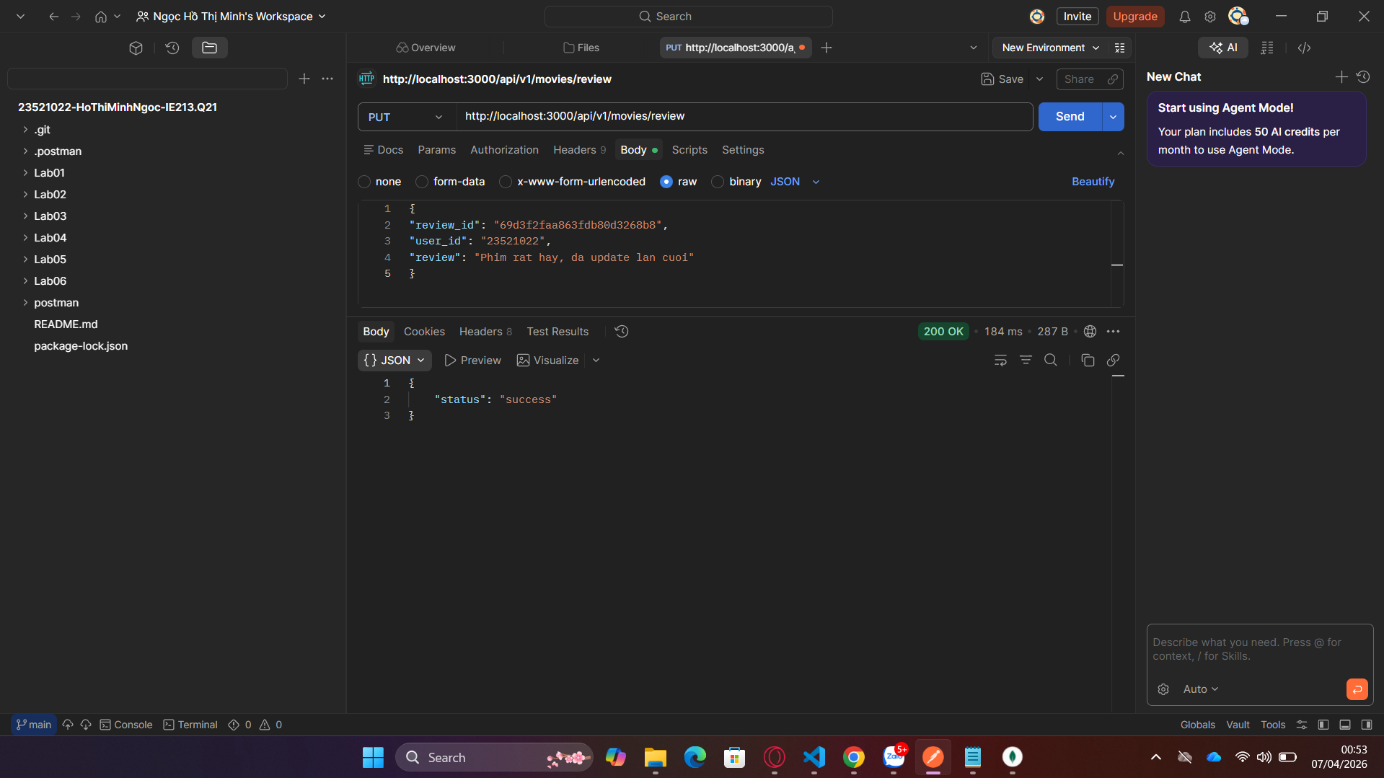 Ngọc Hồ Thị Minh's Workspace
Search
Invite
Upgrade
Overview
Files
PUT http://localhost:3000/a
New Environment
AI
HTTP http://localhost:3000/api/v1/movies/review
Save
Share
New Chat
23521022-HoThiMinhNgoc-IE213.Q21
.git
.postman
Lab01
Lab02
Lab03
Lab04
Lab05
Lab06
postman
README.md
package-lock.json
PUT
http://localhost:3000/api/v1/movies/review
Send
Docs Params Authorization Headers 9 Body Scripts Settings
none form-data x-www-form-urlencoded raw binary JSON
Beautify
1 {
2 "review_id": "69d3f2faa863fdb80d3268b8",
3 "user_id": "23521022",
4 "review": "Phim rat hay, da update lan cuoi"
5 }
Body Cookies Headers 8 Test Results
200 OK • 184 ms • 287 B •
{} JSON Preview Visualize
1 {
2 "status": "success"
3 }
Start using Agent Mode!
Your plan includes 50 AI credits per
month to use Agent Mode.
Describe what you need. Press @ for
context, / for Skills.
Auto
main Console Terminal 0 0
Globals Vault Tools
Search
Zalo
5+
00:53
07/04/2026